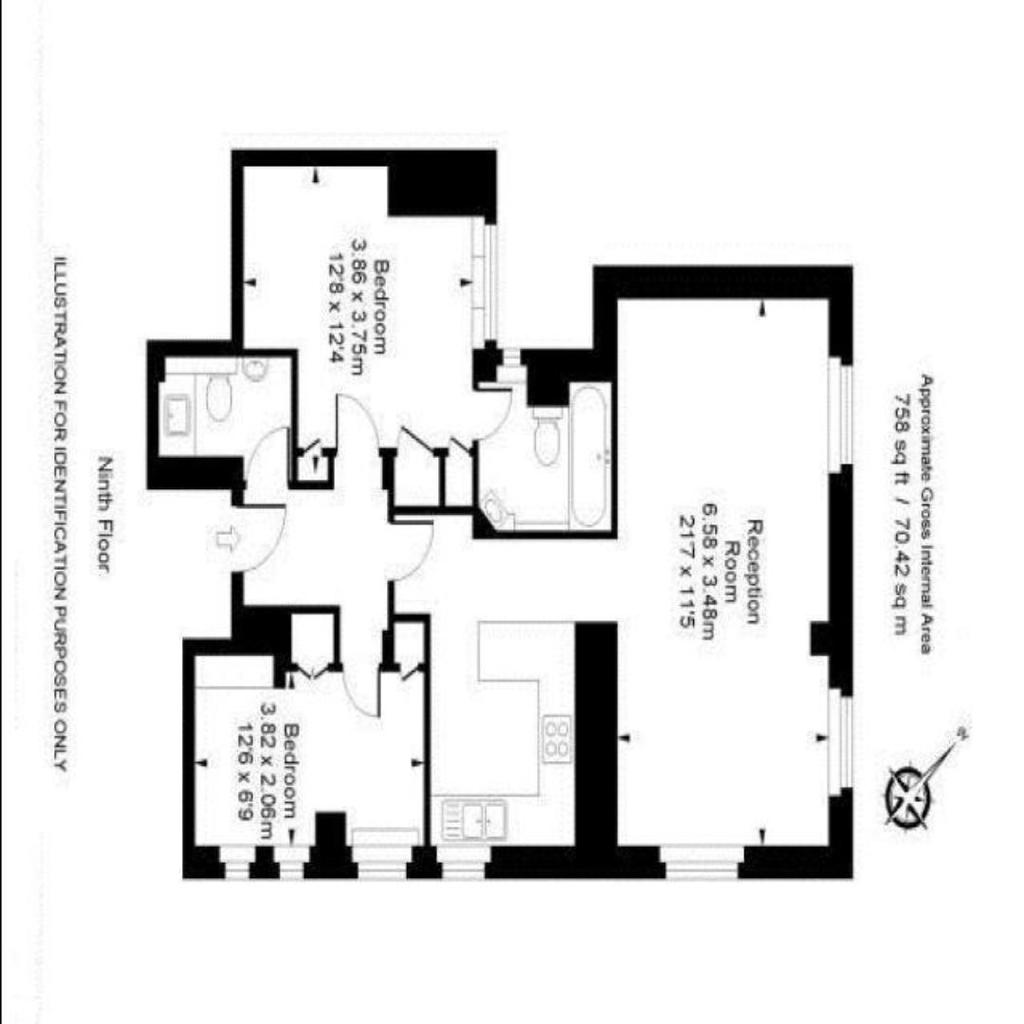 Approximate Gross Internal Area
758 sq ft / 70.42 sq m
Reception
Room
6.58 x 3.48m
21'7 x 11'5
Bedroom
3.86 x 3.75m
12'8 x 12'4
Bedroom
3.82 x 2.06m
12'6 x 6'9
Ninth Floor
ILLUSTRATION FOR IDENTIFICATION PURPOSES ONLY